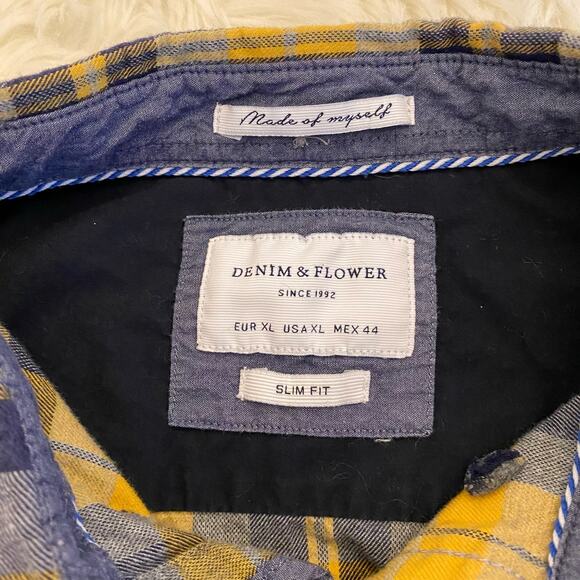 Made of myself
DENIM & FLOWER
SINCE 1992
EUR XL USA XL MEX 44
SLIM FIT